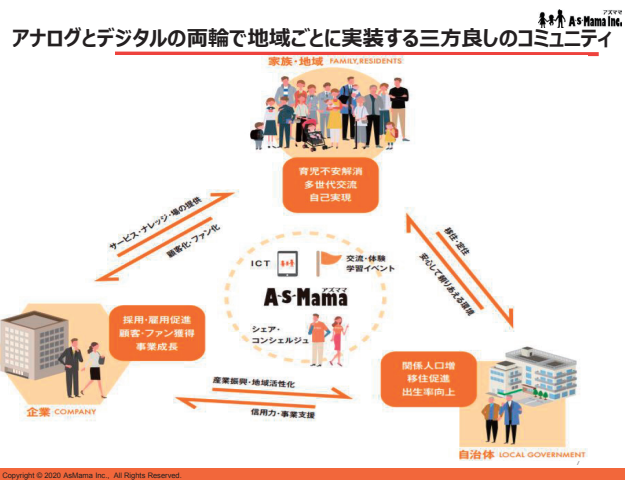 アズママ
AsMama Inc.
アナログとデジタルの両輪で地域ごとに実装する三方良しのコミュニティ
家族・地域 FAMILY,RESIDENTS
育児不安解消
多世代交流
自己実現
サービス・ナレッジ・場の提供
顧客化・ファン化
移住・定住
安心して頼りあえる環境
ICT
交流・体験
学習イベント
アズママ
AsMama
シェア・
コンシェルジュ
採用・雇用促進
顧客・ファン獲得
事業成長
企業 COMPANY
産業振興・地域活性化
信用力・事業支援
関係人口増
移住促進
出生率向上
自治体 LOCAL GOVERNMENT
7
Copyright © 2020 AsMama Inc., All Rights Reserved.